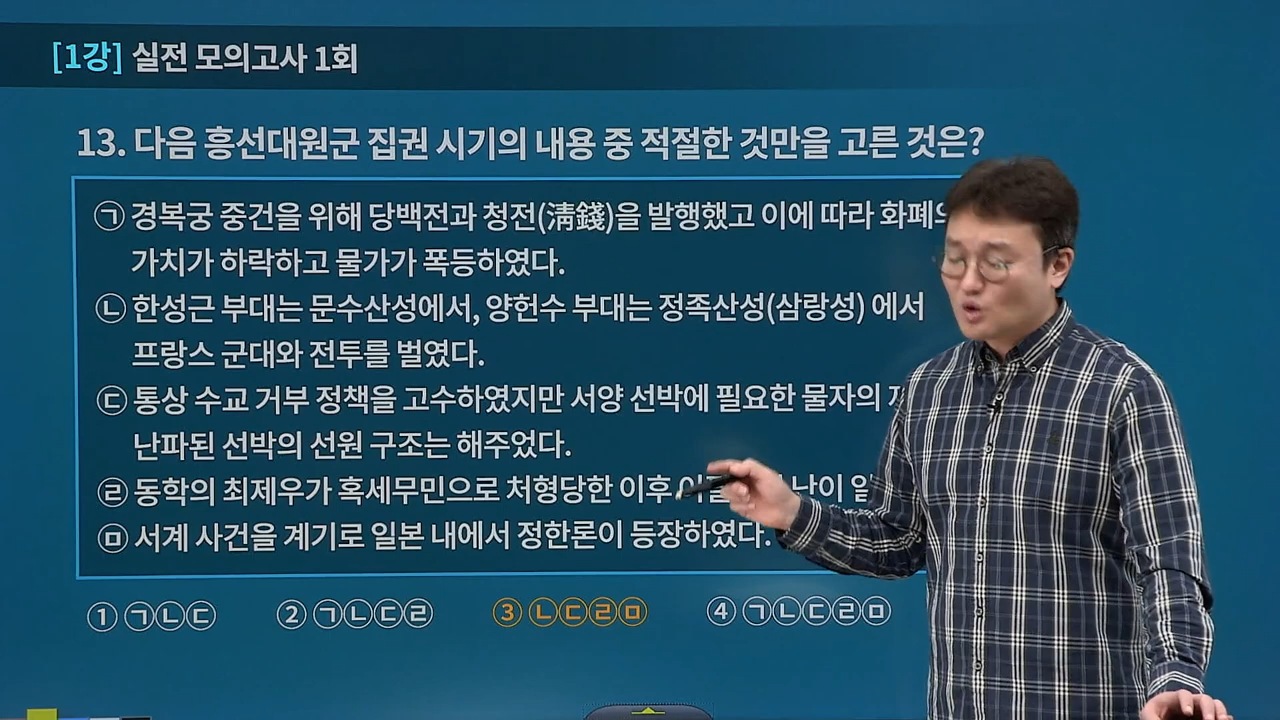 [1강] 실전 모의고사 1회
13. 다음 흥선대원군 집권 시기의 내용 중 적절한 것만을 고른 것은?
㉠ 경복궁 중건을 위해 당백전과 청전(淸錢)을 발행했고 이에 따라 화폐의
가치가 하락하고 물가가 폭등하였다.
㉡ 한성근 부대는 문수산성에서, 양헌수 부대는 정족산성(삼랑성) 에서
프랑스 군대와 전투를 벌였다.
㉢ 통상 수교 거부 정책을 고수하였지만 서양 선박에 필요한 물자의
난파된 선박의 선원 구조는 해주었다.
㉣ 동학의 최제우가 혹세무민으로 처형당한 이후
㉤ 서계 사건을 계기로 일본 내에서 정한론이 등장하였다.
① ㉠㉡㉢ ② ㉠㉡㉢㉣ ③ ㉡㉢㉣㉤ ④ ㉠㉡㉢㉣㉤